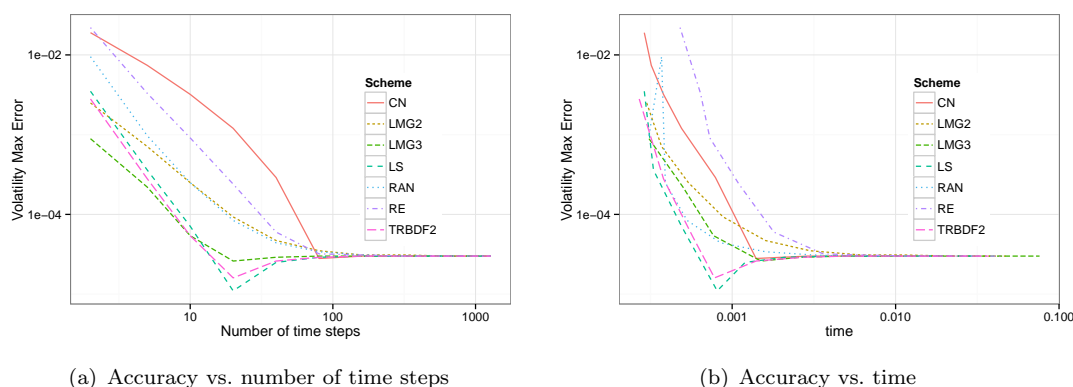 1e−02
1e−04
Volatility Max Error
10
100
1000
Number of time steps
Scheme
CN
LMG2
LMG3
LS
RAN
RE
TRBDF2
(a) Accuracy vs. number of time steps
1e−02
1e−04
Volatility Max Error
0.001
0.010
0.100
time
Scheme
CN
LMG2
LMG3
LS
RAN
RE
TRBDF2
(b) Accuracy vs. time